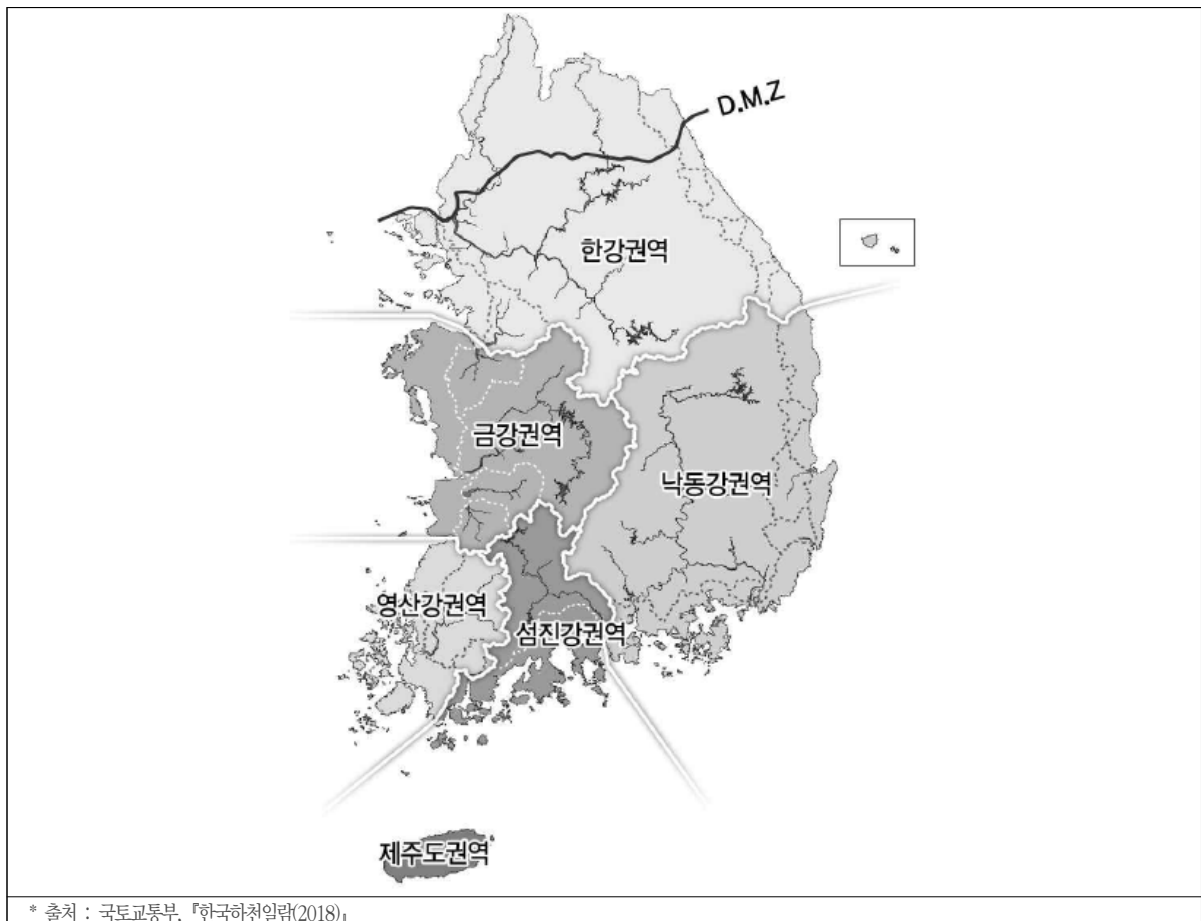 D.M.Z
한강권역
금강권역
낙동강권역
영산강권역
섬진강권역
제주도권역
* 출처 : 국토교통부, 『한국하천일람(2018)』